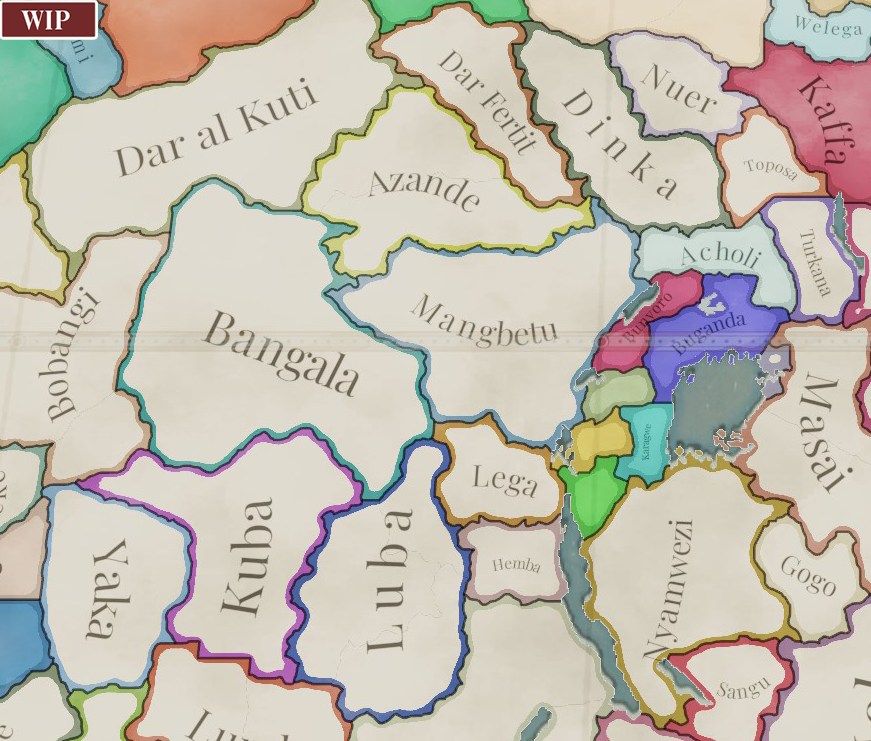 WIP
Welega
Dar al Kuti
Dar Fertit
Dinka
Nuer
Kaffa
Toposa
Azande
Acholi
Turkana
Bobangi
Bangala
Mangbetu
Bunyoro
Buganda
Karagwe
Masai
Lega
Kuba
Luba
Yaka
Hemba
Nyamwezi
Gogo
Sangu